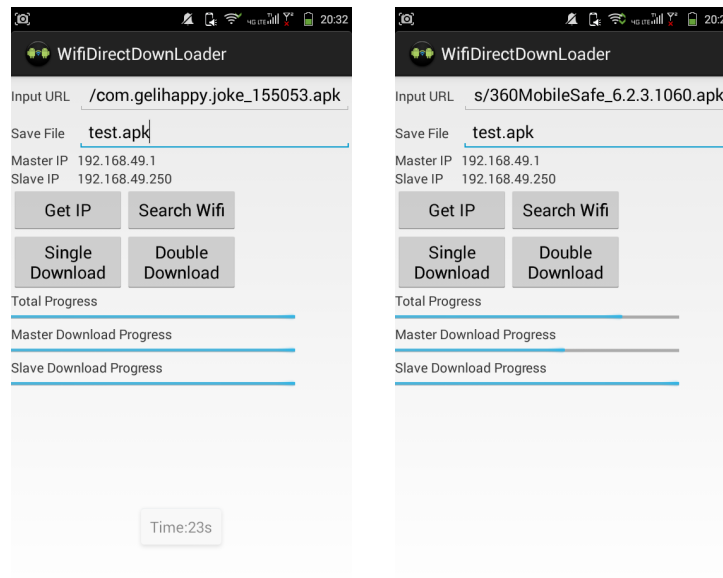 4G LTE 20:32
WifiDirectDownLoader
Input URL /com.gelihappy.joke_155053.apk
Save File test.apk
Master IP 192.168.49.1
Slave IP 192.168.49.250
Get IP Search Wifi
Single Download Double Download
Total Progress
Master Download Progress
Slave Download Progress
Time:23s
4G LTE
WifiDirectDownLoader
Input URL s/360MobileSafe_6.2.3.1060.apk
Save File test.apk
Master IP 192.168.49.1
Slave IP 192.168.49.250
Get IP Search Wifi
Single Download Double Download
Total Progress
Master Download Progress
Slave Download Progress